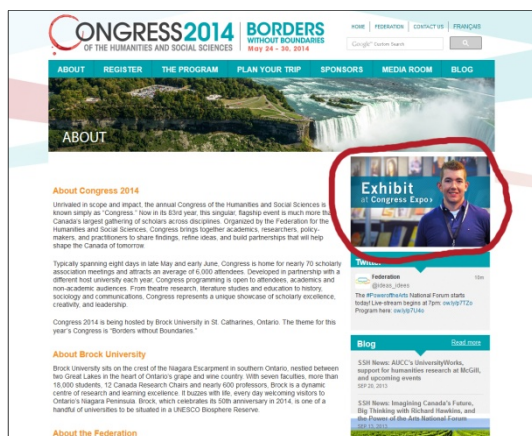 CONGRESS2014
OF THE HUMANITIES AND SOCIAL SCIENCES
BORDERS
WITHOUT BOUNDARIES
May 24 - 30, 2014
HOME FEDERATION CONTACT US FRANÇAIS
Google Custom Search
ABOUT REGISTER THE PROGRAM PLAN YOUR TRIP SPONSORS MEDIA ROOM BLOG
ABOUT
About Congress 2014
Unrivaled in scope and impact, the annual Congress of the Humanities and Social Sciences is
known simply as "Congress." Now in its 83rd year, this singular, flagship event is much more than
Canada's largest gathering of scholars across disciplines. Organized by the Federation for the
Humanities and Social Sciences, Congress brings together academics, researchers, policy-
makers, and practitioners to share findings, refine ideas, and build partnerships that will help
shape the Canada of tomorrow.
Typically spanning eight days in late May and early June, Congress is home for nearly 70 scholarly
association meetings and attracts an average of 6,000 attendees. Developed in partnership with a
different host university each year, Congress programming is open to attendees, academics and
non-academic audiences. From theatre research, literature studies and education to history,
sociology and communications, Congress represents a unique showcase of scholarly excellence,
creativity, and leadership.
Congress 2014 is being hosted by Brock University in St. Catharines, Ontario. The theme for this
year's Congress is "Borders without Boundaries."
About Brock University
Brock University sits on the crest of the Niagara Escarpment in southern Ontario, nestled between
two Great Lakes in the heart of Ontario's grape and wine country. With seven faculties, more than
18,000 students, 12 Canada Research Chairs and nearly 600 professors, Brock is a dynamic
centre of research and learning excellence. It buzzes with life, every day welcoming visitors to
Ontario's Niagara Peninsula. Brock, which celebrates its 50th anniversary in 2014, is one of a
handful of universities to be situated in a UNESCO Biosphere Reserve.
About the Federation
Exhibit
at Congress Expo›
Twitter
Federation 10m
@ideas_idees
The #PoweroftheArts National Forum starts
today! Live-stream begins at 7pm: ow.ly/p7TZo
Program here: ow.ly/p7U4o
Blog Read more
SSH News: AUCC's UniversityWorks,
support for humanities research at McGill,
and upcoming events
SEP 20, 2013
SSH News: Imagining Canada's Future,
Big Thinking with Richard Hawkins, and
the Power of the Arts National Forum
SEP 13, 2013